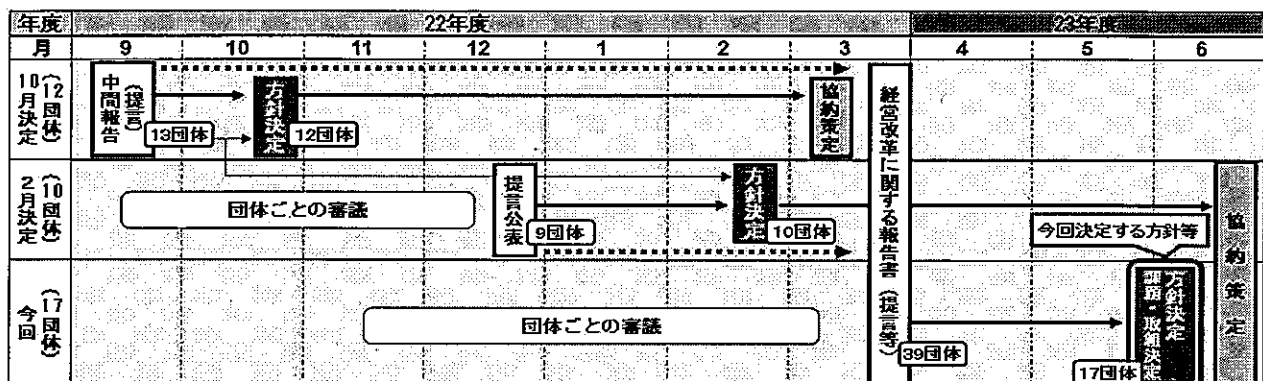 年度
22年度
23年度
月
9
10
11
12
1
2
3
4
5
6
10月決定
(12団体)
中間報告
(提言)
13団体
方針決定
12団体
協約策定
経営改革に関する報告書(提言等)
2月決定
(10団体)
団体ごとの審議
提言公表
9団体
方針決定
10団体
今回決定する方針等
協約策定
今回
(17団体)
団体ごとの審議
39団体
方針決定
課題・取組決定
17団体